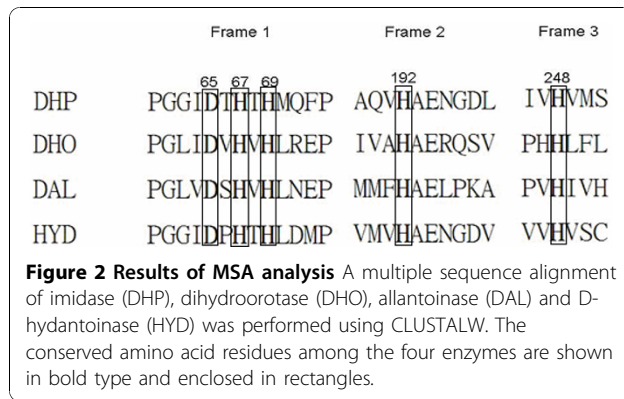 Frame 1 Frame 2 Frame 3
65 67 69 192 248
DHP PGGIDTHTHMQFP AQVHAENGDL IVHVMS
DHO PGLIDVHVHLREP IVAHAERQSV PHHLFL
DAL PGLVDSHVHLNEP MMFHAELPKA PVHIVH
HYD PGGIDPHTHLDMP VMVHAENGDV VVHVSC
Figure 2 Results of MSA analysis A multiple sequence alignment
of imidase (DHP), dihydroorotase (DHO), allantoinase (DAL) and D-
hydantoinase (HYD) was performed using CLUSTALW. The
conserved amino acid residues among the four enzymes are shown
in bold type and enclosed in rectangles.